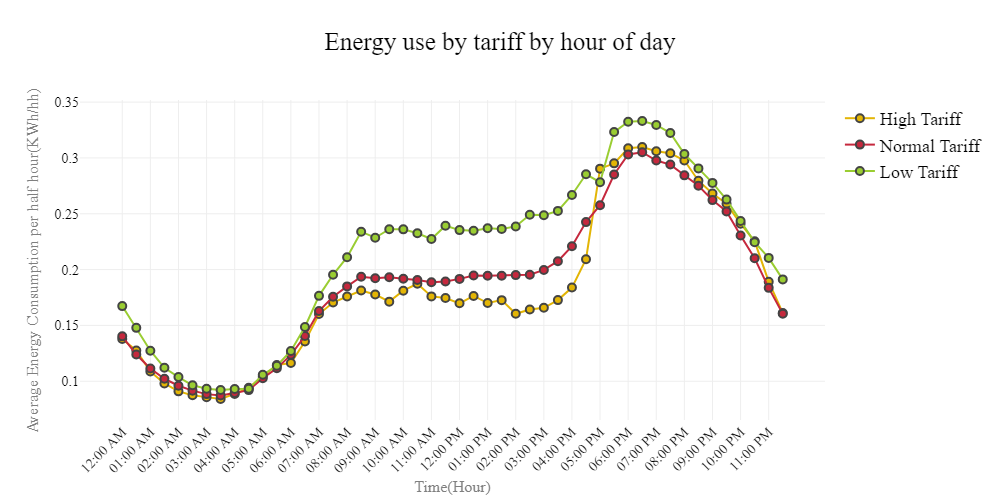 Energy use by tariff by hour of day
Average Energy Consumption per half hour(KWh/hh)
0.35
0.3
0.25
0.2
0.15
0.1
High Tariff
Normal Tariff
Low Tariff
12:00 AM
01:00 AM
02:00 AM
03:00 AM
04:00 AM
05:00 AM
06:00 AM
07:00 AM
08:00 AM
09:00 AM
10:00 AM
11:00 AM
12:00 PM
01:00 PM
02:00 PM
03:00 PM
04:00 PM
05:00 PM
06:00 PM
07:00 PM
08:00 PM
09:00 PM
10:00 PM
11:00 PM
Time(Hour)